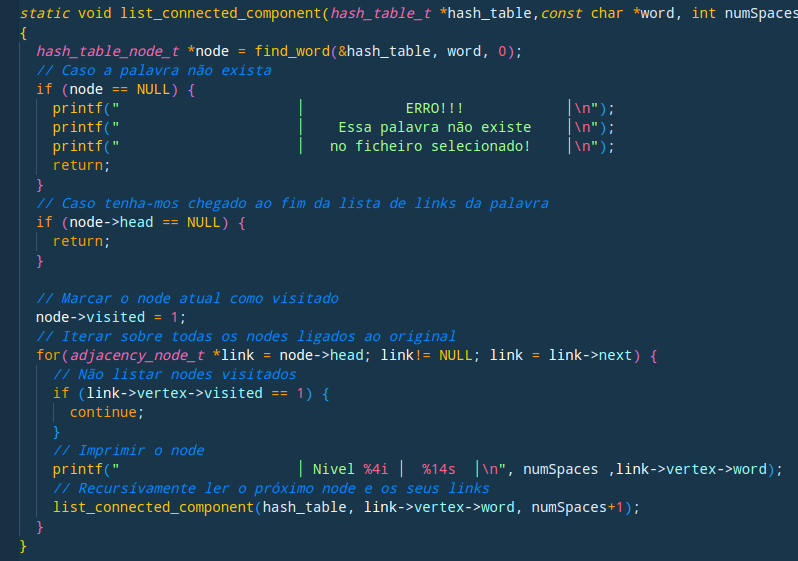 static void list_connected_component(hash_table_t *hash_table,const char *word, int numSpaces
{
hash_table_node_t *node = find_word(&hash_table, word, 0);
// Caso a palavra não exista
if (node == NULL) {
printf("                     |            ERRO!!!            |\n");
printf("                     |    Essa palavra não existe    |\n");
printf("                     |   no ficheiro selecionado!    |\n");
return;
}
// Caso tenha-mos chegado ao fim da lista de links da palavra
if (node->head == NULL) {
return;
}
// Marcar o node atual como visitado
node->visited = 1;
// Iterar sobre todas os nodes ligados ao original
for(adjacency_node_t *link = node->head; link!= NULL; link = link->next) {
// Não listar nodes visitados
if (link->vertex->visited == 1) {
continue;
}
// Imprimir o node
printf("                     | Nivel %4i |  %14s  |\n", numSpaces ,link->vertex->word);
// Recursívamente ler o próximo node e os seus links
list_connected_component(hash_table, link->vertex->word, numSpaces+1);
}
}